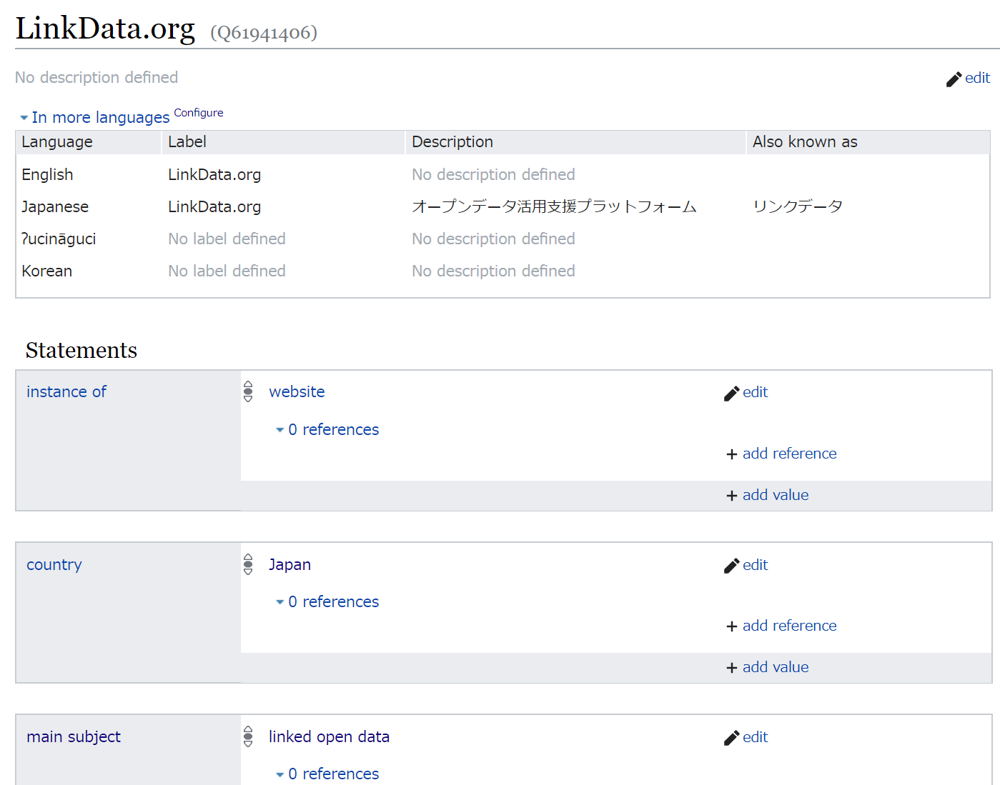 LinkData.org (Q61941406)
No description defined
edit
In more languages Configure
Language Label Description Also known as
English LinkData.org No description defined
Japanese LinkData.org オープンデータ活用支援プラットフォーム リンクデータ
ʔucināguci No label defined No description defined
Korean No label defined No description defined
Statements
instance of website edit
0 references
+ add reference
+ add value
country Japan edit
0 references
+ add reference
+ add value
main subject linked open data edit
0 references